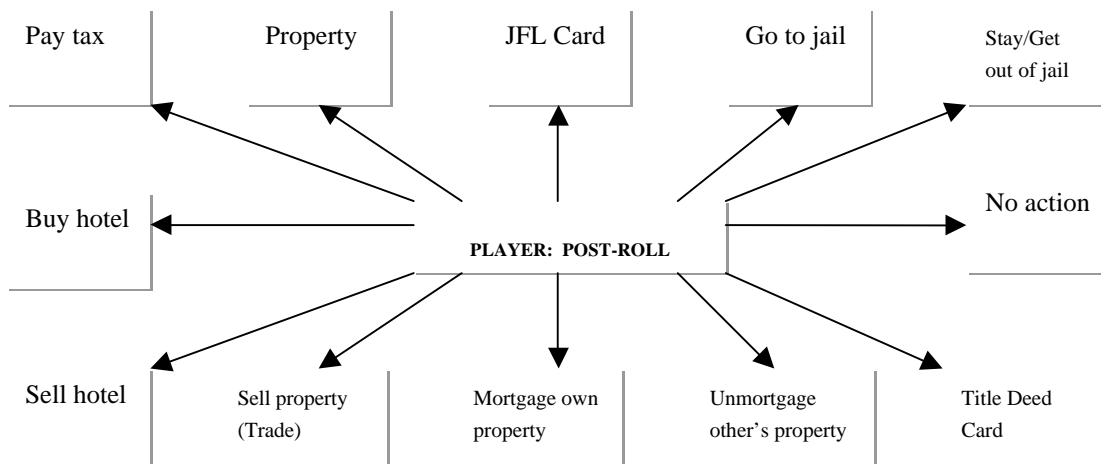 Pay tax
Property
JFL Card
Go to jail
Stay/Get
out of jail
Buy hotel
PLAYER:  POST-ROLL
No action
Sell hotel
Sell property
(Trade)
Mortgage own
property
Unmortgage
other’s property
Title Deed
Card